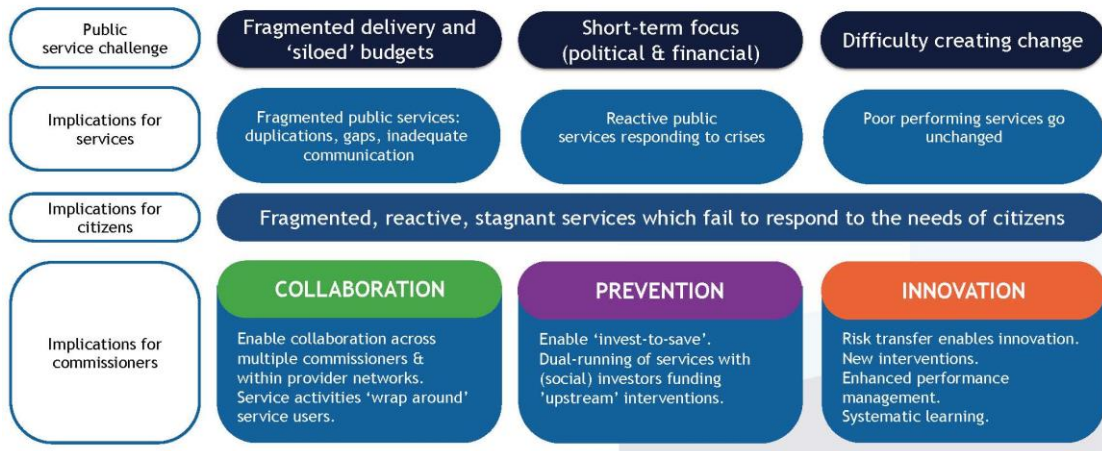 Public
service challenge
Fragmented delivery and
‘siloed’ budgets
Short-term focus
(political & financial)
Difficulty creating change
Implications for
services
Fragmented public services:
duplications, gaps, inadequate
communication
Reactive public
services responding to crises
Poor performing services go
unchanged
Implications for
citizens
Fragmented, reactive, stagnant services which fail to respond to the needs of citizens
Implications for
commissioners
COLLABORATION
Enable collaboration across
multiple commissioners &
within provider networks.
Service activities ‘wrap around’
service users.
PREVENTION
Enable ‘invest-to-save’.
Dual-running of services with
(social) investors funding
’upstream’ interventions.
INNOVATION
Risk transfer enables innovation.
New interventions.
Enhanced performance
management.
Systematic learning.